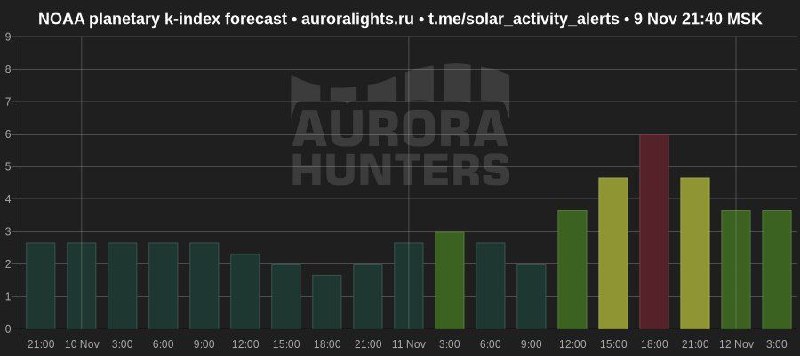 NOAA planetary k-index forecast • auroralights.ru • t.me/solar_activity_alerts • 9 Nov 21:40 MSK
9
8
7
6
5
4
3
2
1
0
AURORA
HUNTERS
21:00 10 Nov 3:00 6:00 9:00 12:00 15:00 18:00 21:00 11 Nov 3:00 6:00 9:00 12:00 15:00 18:00 21:00 12 Nov 3:00